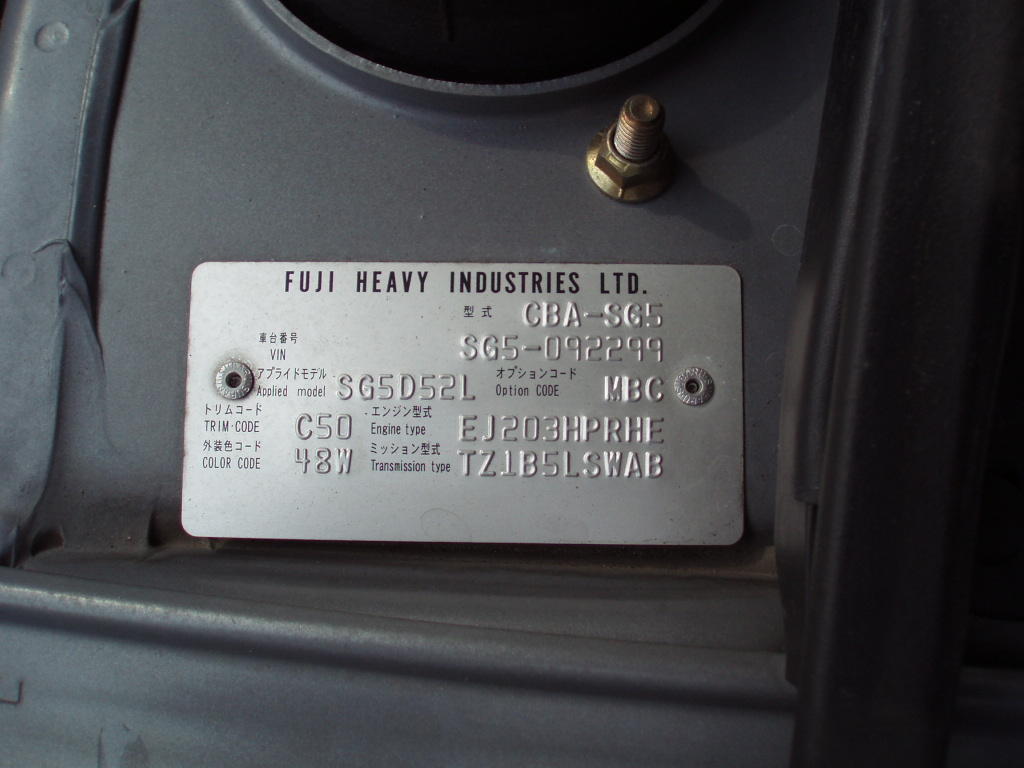 FUJI HEAVY INDUSTRIES LTD.
型式 CBA-SG5
車台番号 VIN SG5-092299
アプライドモデル Applied model SG5D52L オプションコード Option CODE MBC
トリムコード TRIM·CODE C50 エンジン型式 Engine type EJ203HPRHE
外装色コード COLOR CODE 48W ミッション型式 Transmission type TZ1B5LSWAB